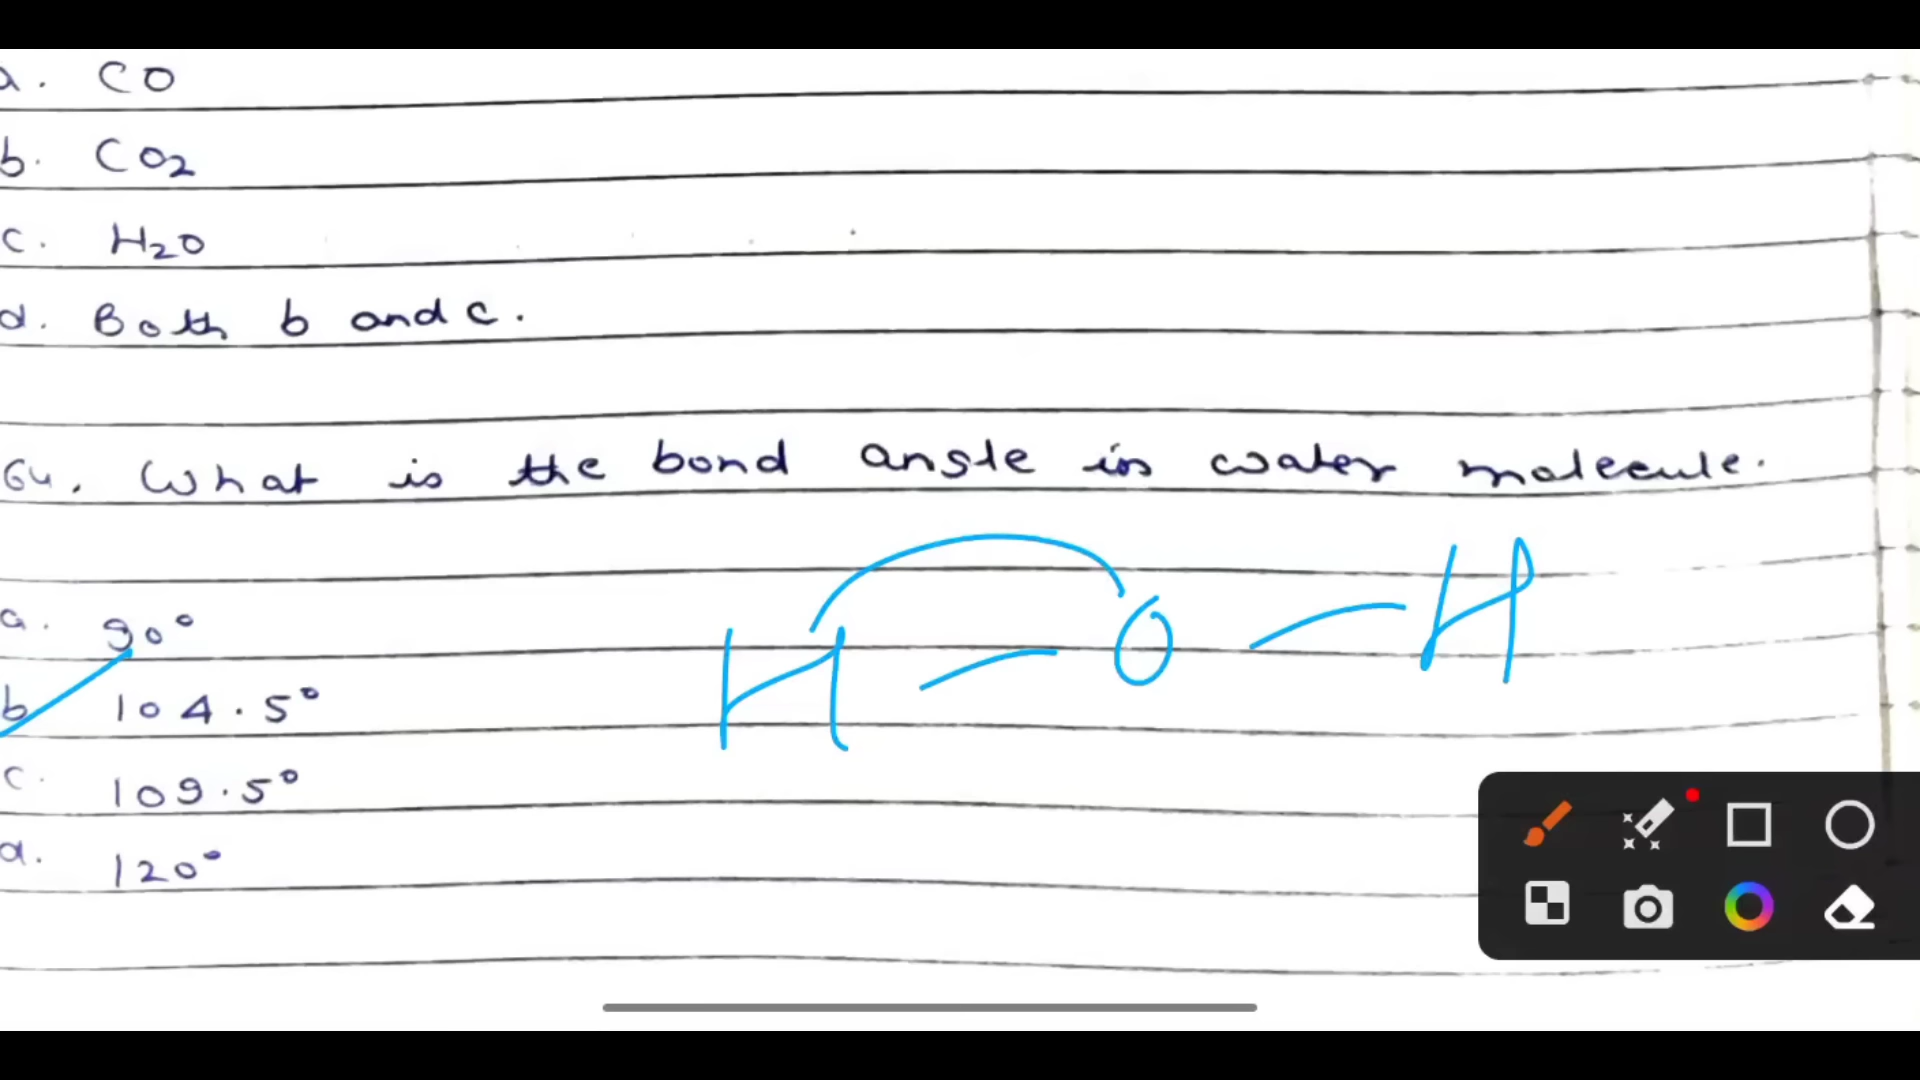 a. CO
b. CO2
c. H2O
d. Both b and c.
64. What is the bond angle in water molecule.
H - O - H
a. 90°
b 104.5°
c. 109.5°
d. 120°